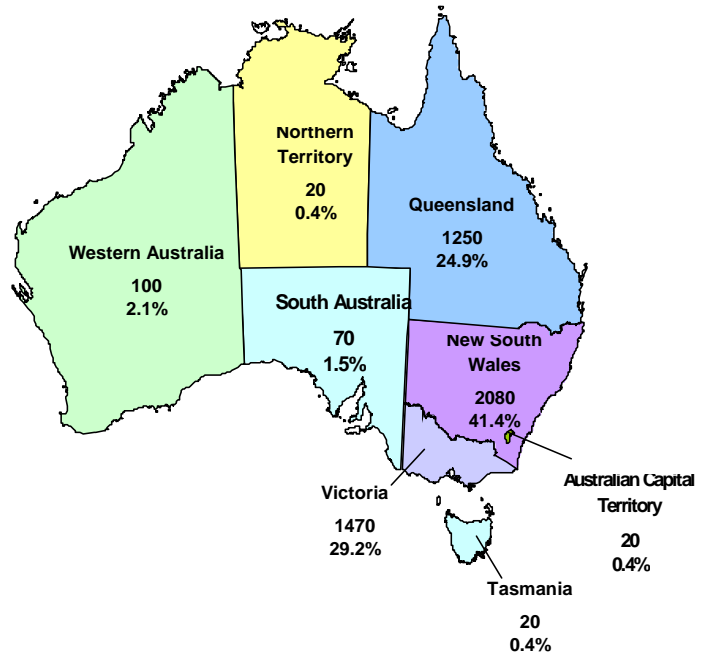 Northern
Territory
20
0.4%
Queensland
1250
24.9%
Western Australia
100
2.1%
South Australia
70
1.5%
New South
Wales
2080
41.4%
Victoria
1470
29.2%
Australian Capital
Territory
20
0.4%
Tasmania
20
0.4%